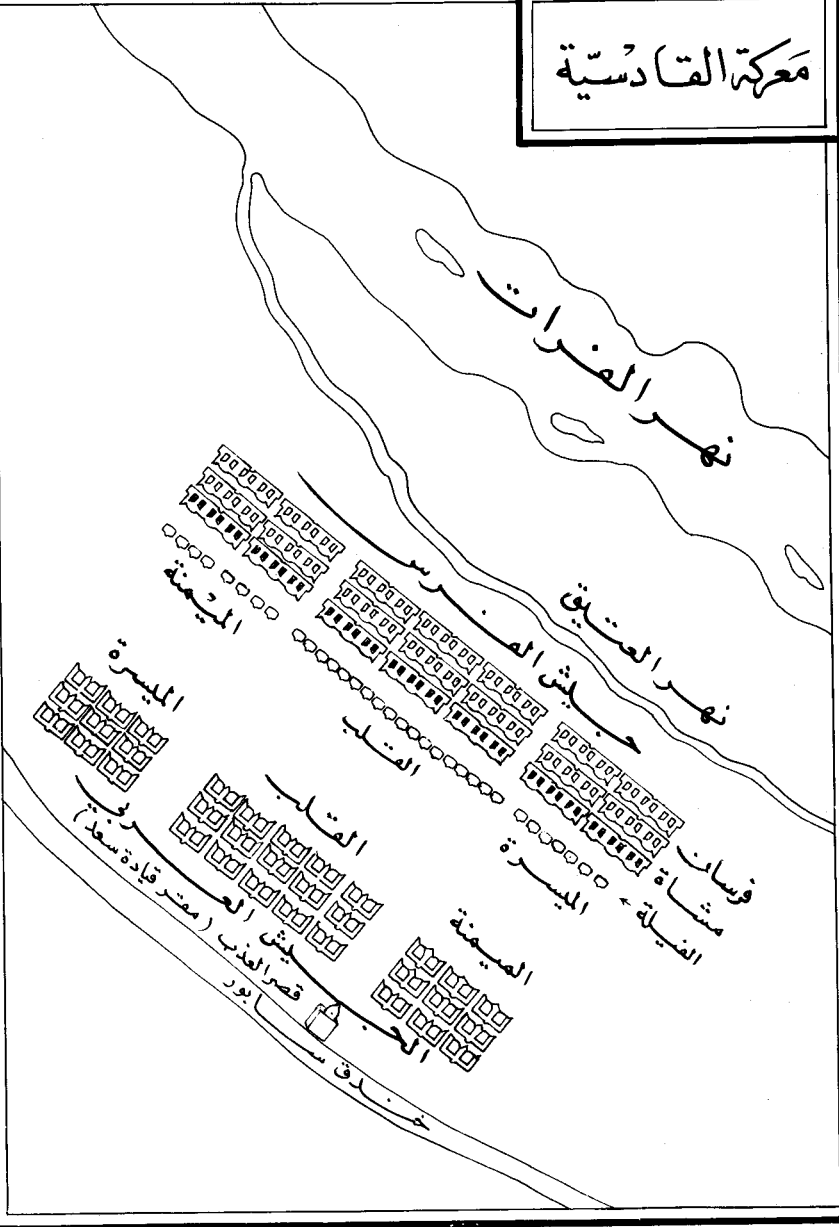 مَعركة القادسيّة
نهر الفرات
نهر العتيق
جيش الفرس
الميمنة
القلب
الميسرة
فرسان
مشاة
الفيلة
الميسرة
القلب
الميمنة
الجيش العربي
قصر العذب (مقر قيادة سعد)
خندق سابور